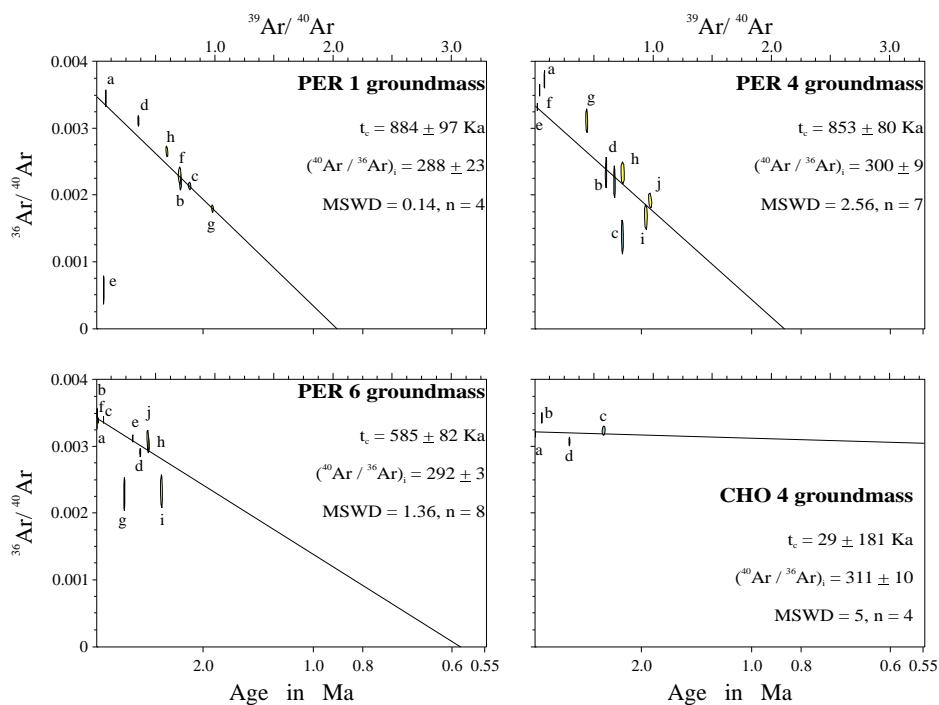 39Ar/ 40Ar
39Ar/ 40Ar
1.0 2.0 3.0
1.0 2.0 3.0
36Ar/ 40Ar
0.004
0.003
0.002
0.001
0
PER 1 groundmass
tc = 884 ± 97 Ka
(40Ar / 36Ar)i = 288 ± 23
MSWD = 0.14, n = 4
a
d
h
f
c
b
g
e
PER 4 groundmass
tc = 853 ± 80 Ka
(40Ar / 36Ar)i = 300 ± 9
MSWD = 2.56, n = 7
a
f
g
e
d
h
b
j
c
i
36Ar/ 40Ar
0.004
0.003
0.002
0.001
0
PER 6 groundmass
tc = 585 ± 82 Ka
(40Ar / 36Ar)i = 292 ± 3
MSWD = 1.36, n = 8
b
f c
e j
a
h
d
g
i
b
c
a
d
CHO 4 groundmass
tc = 29 ± 181 Ka
(40Ar / 36Ar)i = 311 ± 10
MSWD = 5, n = 4
2.0 1.0 0.8 0.6 0.55
2.0 1.0 0.8 0.6 0.55
Age in Ma
Age in Ma